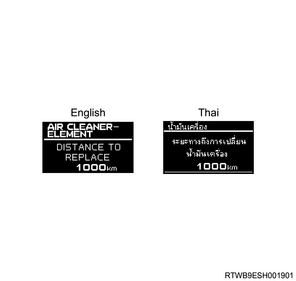 English
AIR CLEANER-
ELEMENT
DISTANCE TO
REPLACE
1000km
Thai
น้ำมันเครื่อง
ระยะทางถึงการเปลี่ยน
น้ำมันเครื่อง
1000km
RTWB9ESH001901